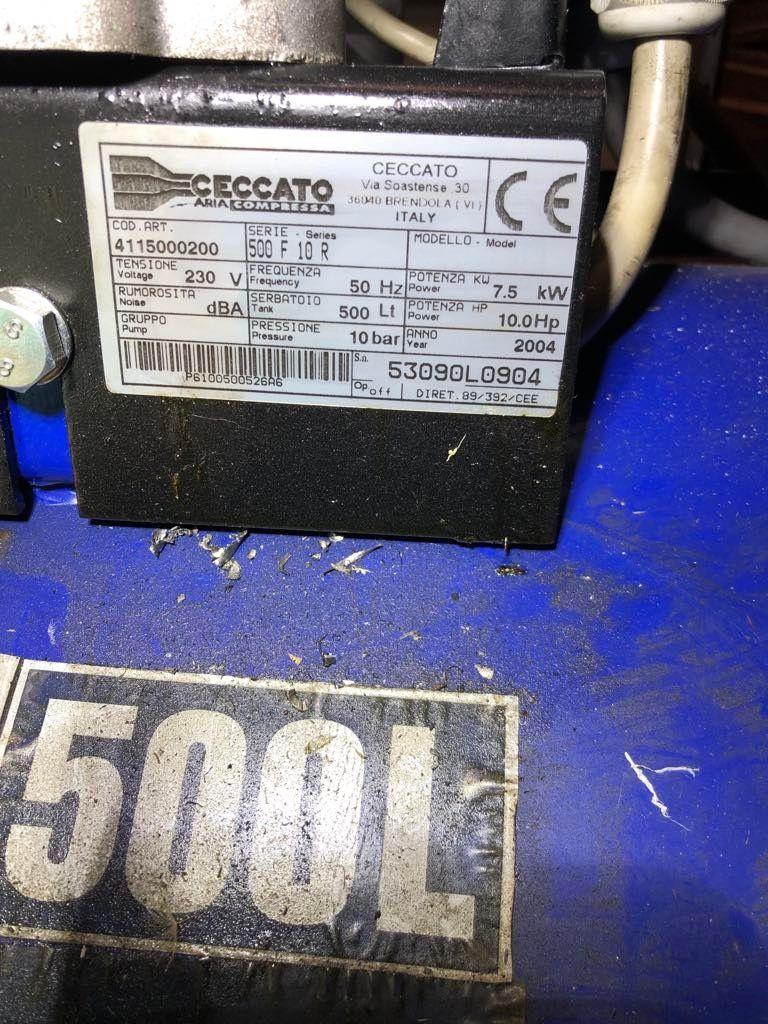 CECCATO
ARIA COMPRESSA
CECCATO
Via Soastense 30
36040 BRENDOLA (VI)
ITALY
CE
COD.ART.
4115000200
SERIE - Series
500 F 10 R
MODELLO - Model
TENSIONE
Voltage 230 V
FREQUENZA
Frequency 50 Hz
POTENZA KW
Power 7.5 kW
RUMOROSITA
Noise dBA
SERBATOIO
Tank 500 Lt
POTENZA HP
Power 10.0Hp
GRUPPO
Pump
PRESSIONE
Pressure 10 bar
ANNO
Year 2004
P6100500526A6
S.n. 53090L0904
Op off
DIRET. 89/392/CEE
8
8
500L